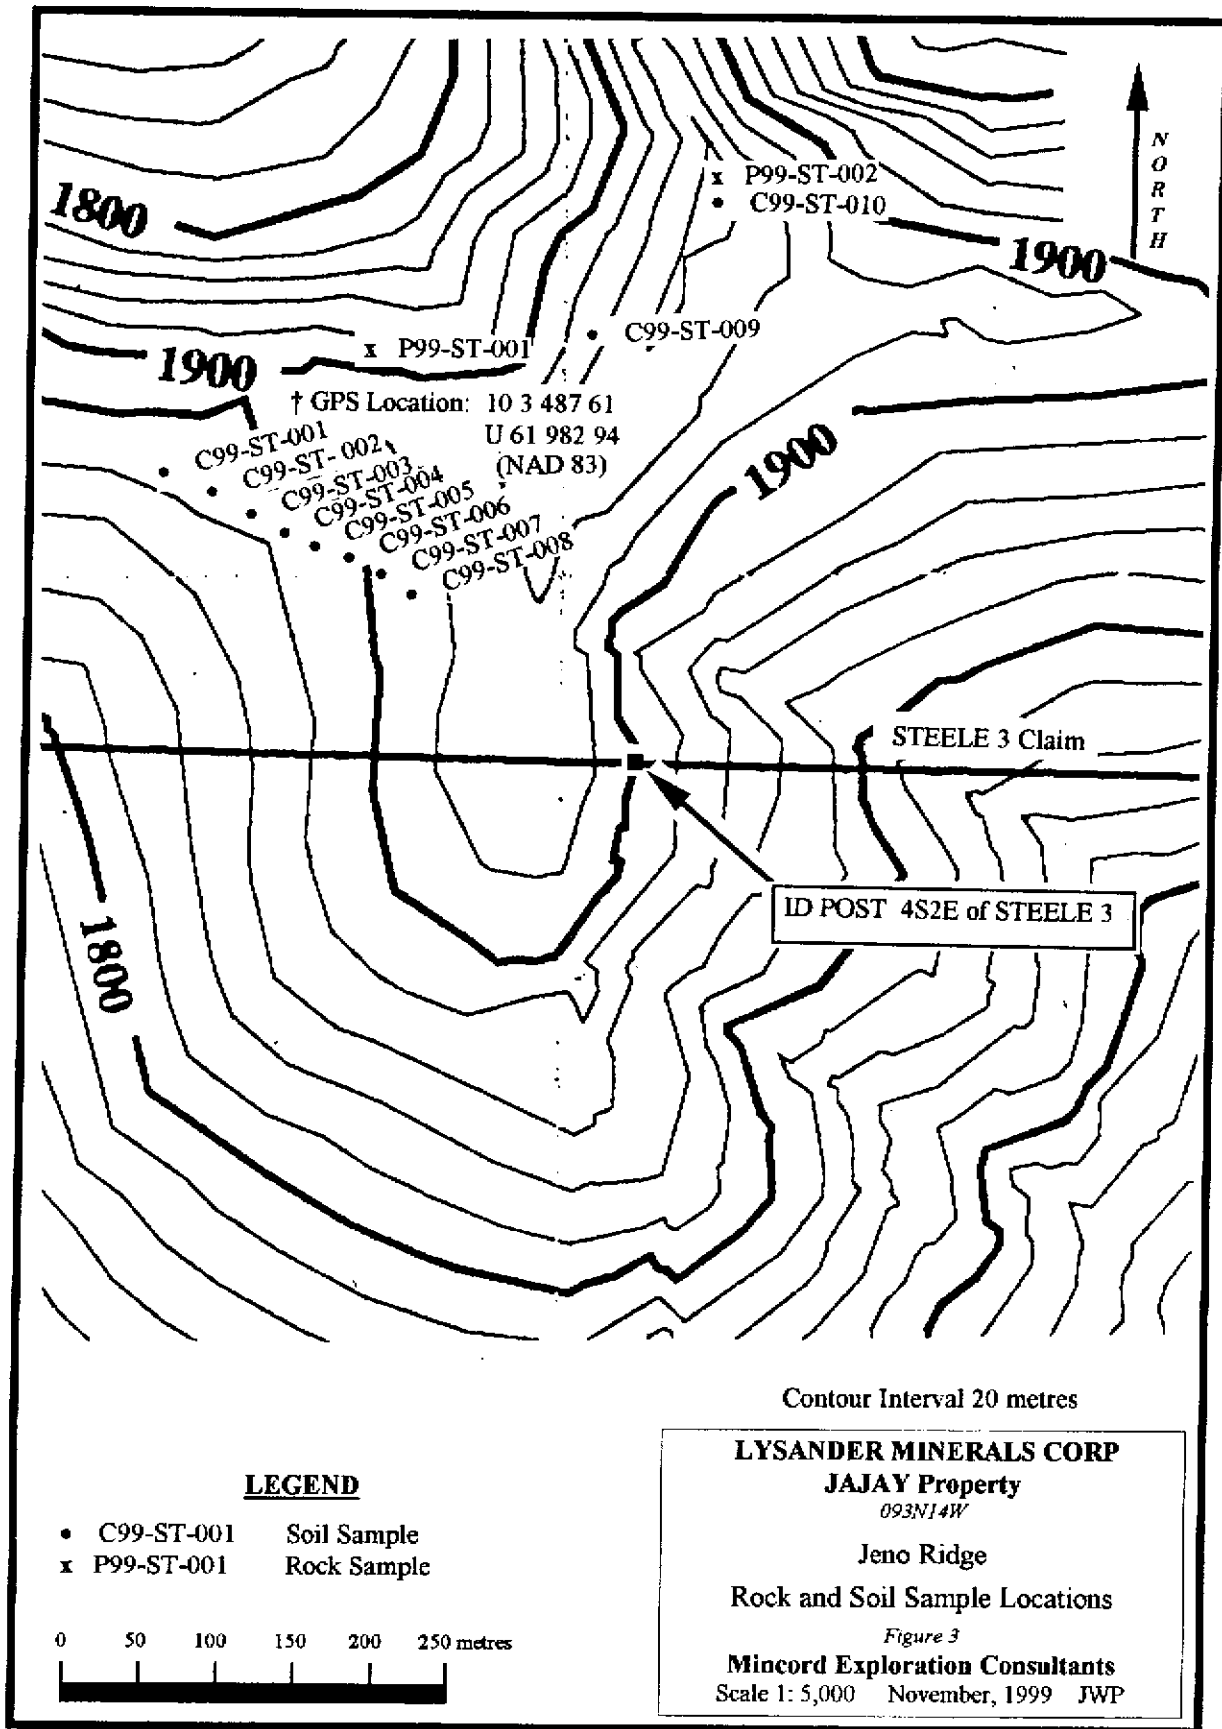 NORTH
1800
x P99-ST-002
• C99-ST-010
1900
• C99-ST-009
x P99-ST-001
1900
† GPS Location: 10 3 487 61
U 61 982 94
(NAD 83)
C99-ST-001
C99-ST-002
C99-ST-003
C99-ST-004
C99-ST-005
C99-ST-006
C99-ST-007
C99-ST-008
1900
STEELE 3 Claim
ID POST 4S2E of STEELE 3
1800
Contour Interval 20 metres
LEGEND
• C99-ST-001 Soil Sample
x P99-ST-001 Rock Sample
0 50 100 150 200 250 metres
LYSANDER MINERALS CORP
JAJAY Property
093N14W
Jeno Ridge
Rock and Soil Sample Locations
Figure 3
Mincord Exploration Consultants
Scale 1: 5,000 November, 1999 JWP